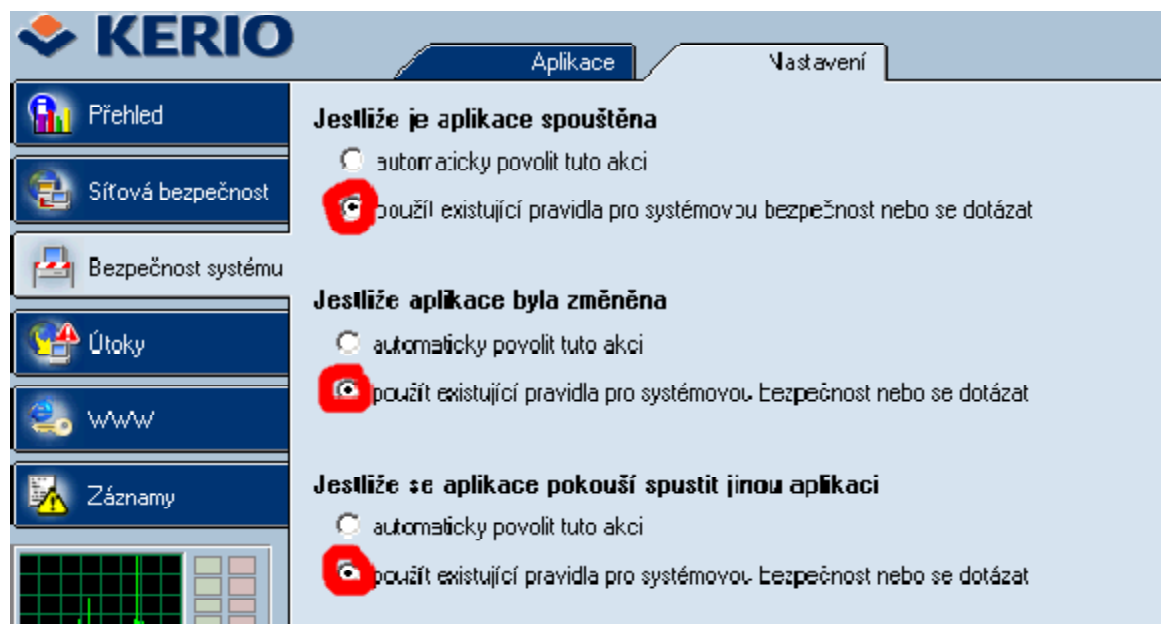 KERIO
Aplikace
Nastavení
Přehled
Síťová bezpečnost
Bezpečnost systému
Útoky
WWW
Záznamy
Jestliže je aplikace spouštěna
automaticky povolit tuto akci
použít existující pravidla pro systémovou bezpečnost nebo se dotázat
Jestliže aplikace byla změněna
automaticky povolit tuto akci
použít existující pravidla pro systémovou bezpečnost nebo se dotázat
Jestliže se aplikace pokouší spustit jinou aplikaci
automaticky povolit tuto akci
použít existující pravidla pro systémovou bezpečnost nebo se dotázat